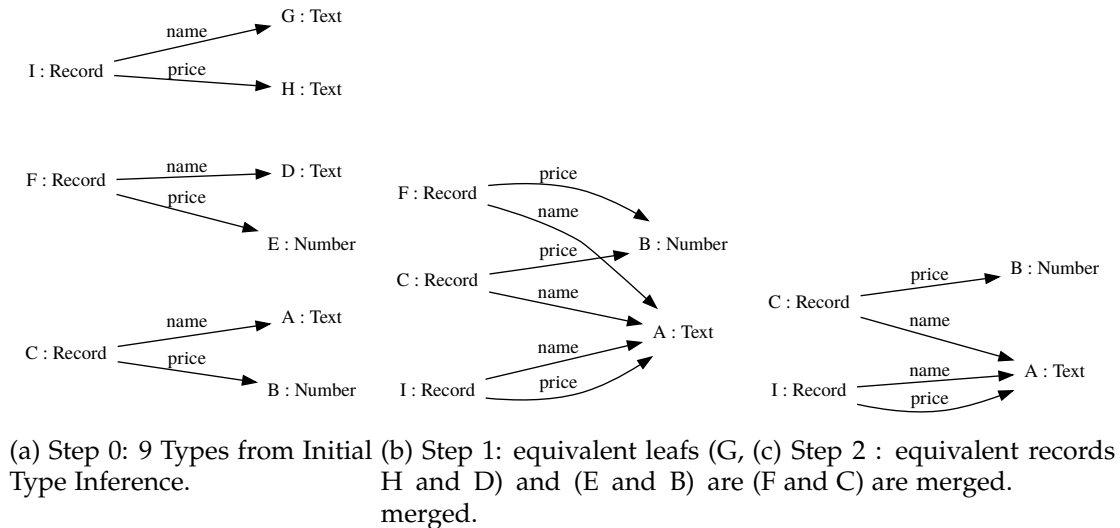 G : Text
name
I : Record
price
H : Text
name
D : Text
F : Record
price
E : Number
name
A : Text
C : Record
price
B : Number
price
F : Record
name
B : Number
price
C : Record
name
A : Text
name
I : Record
price
B : Number
price
C : Record
name
name
A : Text
I : Record
price
(a) Step 0: 9 Types from Initial
Type Inference.
(b) Step 1: equivalent leafs (G,
H and D) and (E and B) are
merged.
(c) Step 2 : equivalent records
(F and C) are merged.